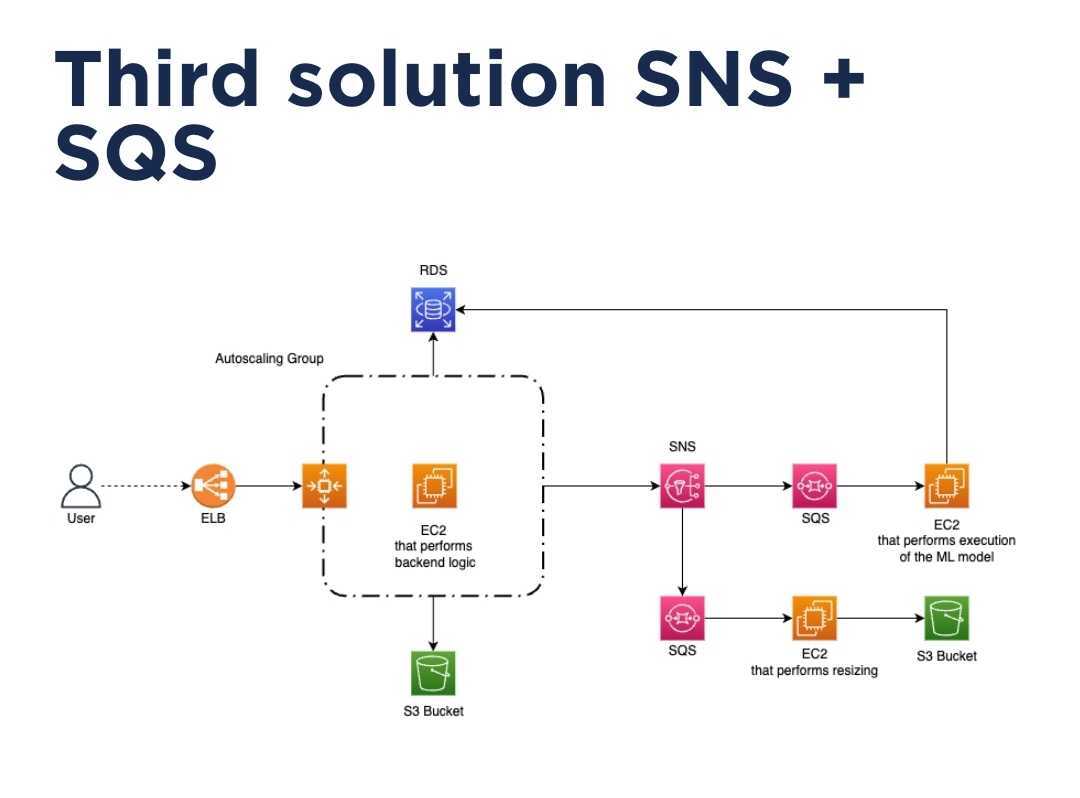 Third solution SNS +
SQS
RDS
Autoscaling Group
SNS
User
ELB
EC2
that performs
backend logic
SQS
EC2
that performs execution
of the ML model
SQS
EC2
that performs resizing
S3 Bucket
S3 Bucket